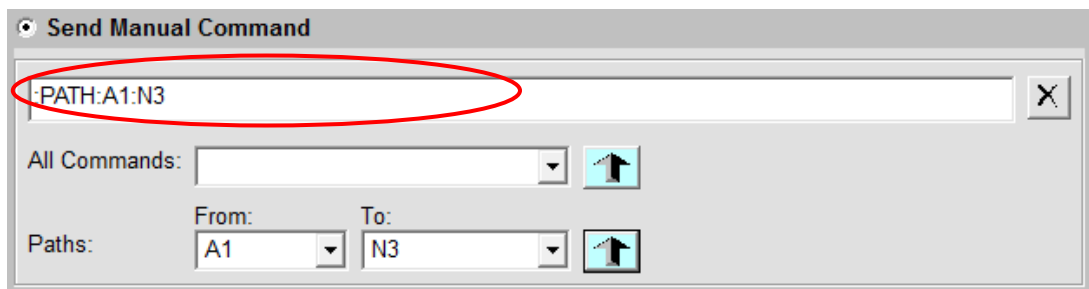 Send Manual Command
:PATH:A1:N3
All Commands:
From: To:
Paths: A1 N3